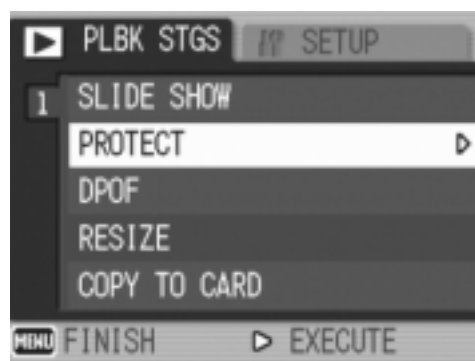 PLBK STGS SETUP
1 SLIDE SHOW
PROTECT
DPOF
RESIZE
COPY TO CARD
MENU FINISH EXECUTE